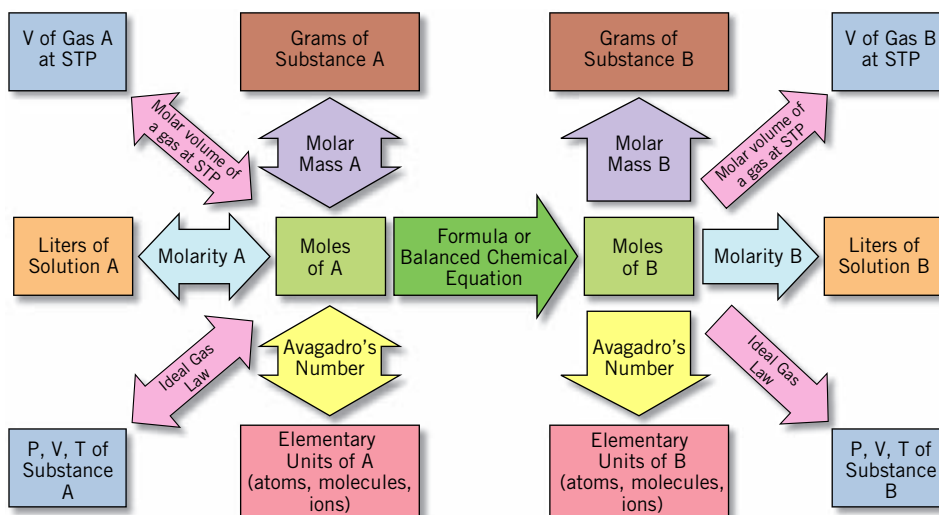 V of Gas A
at STP
Grams of
Substance A
Grams of
Substance B
V of Gas B
at STP
Molar volume of
a gas at STP
Molar
Mass A
Molar
Mass B
Molar volume of
a gas at STP
Liters of
Solution A
Molarity A
Moles
of A
Formula or
Balanced Chemical
Equation
Moles
of B
Molarity B
Liters of
Solution B
Ideal Gas
Law
Avagadro's
Number
Avagadro's
Number
Ideal Gas
Law
P, V, T of
Substance
A
Elementary
Units of A
(atoms, molecules,
ions)
Elementary
Units of B
(atoms, molecules,
ions)
P, V, T of
Substance
B